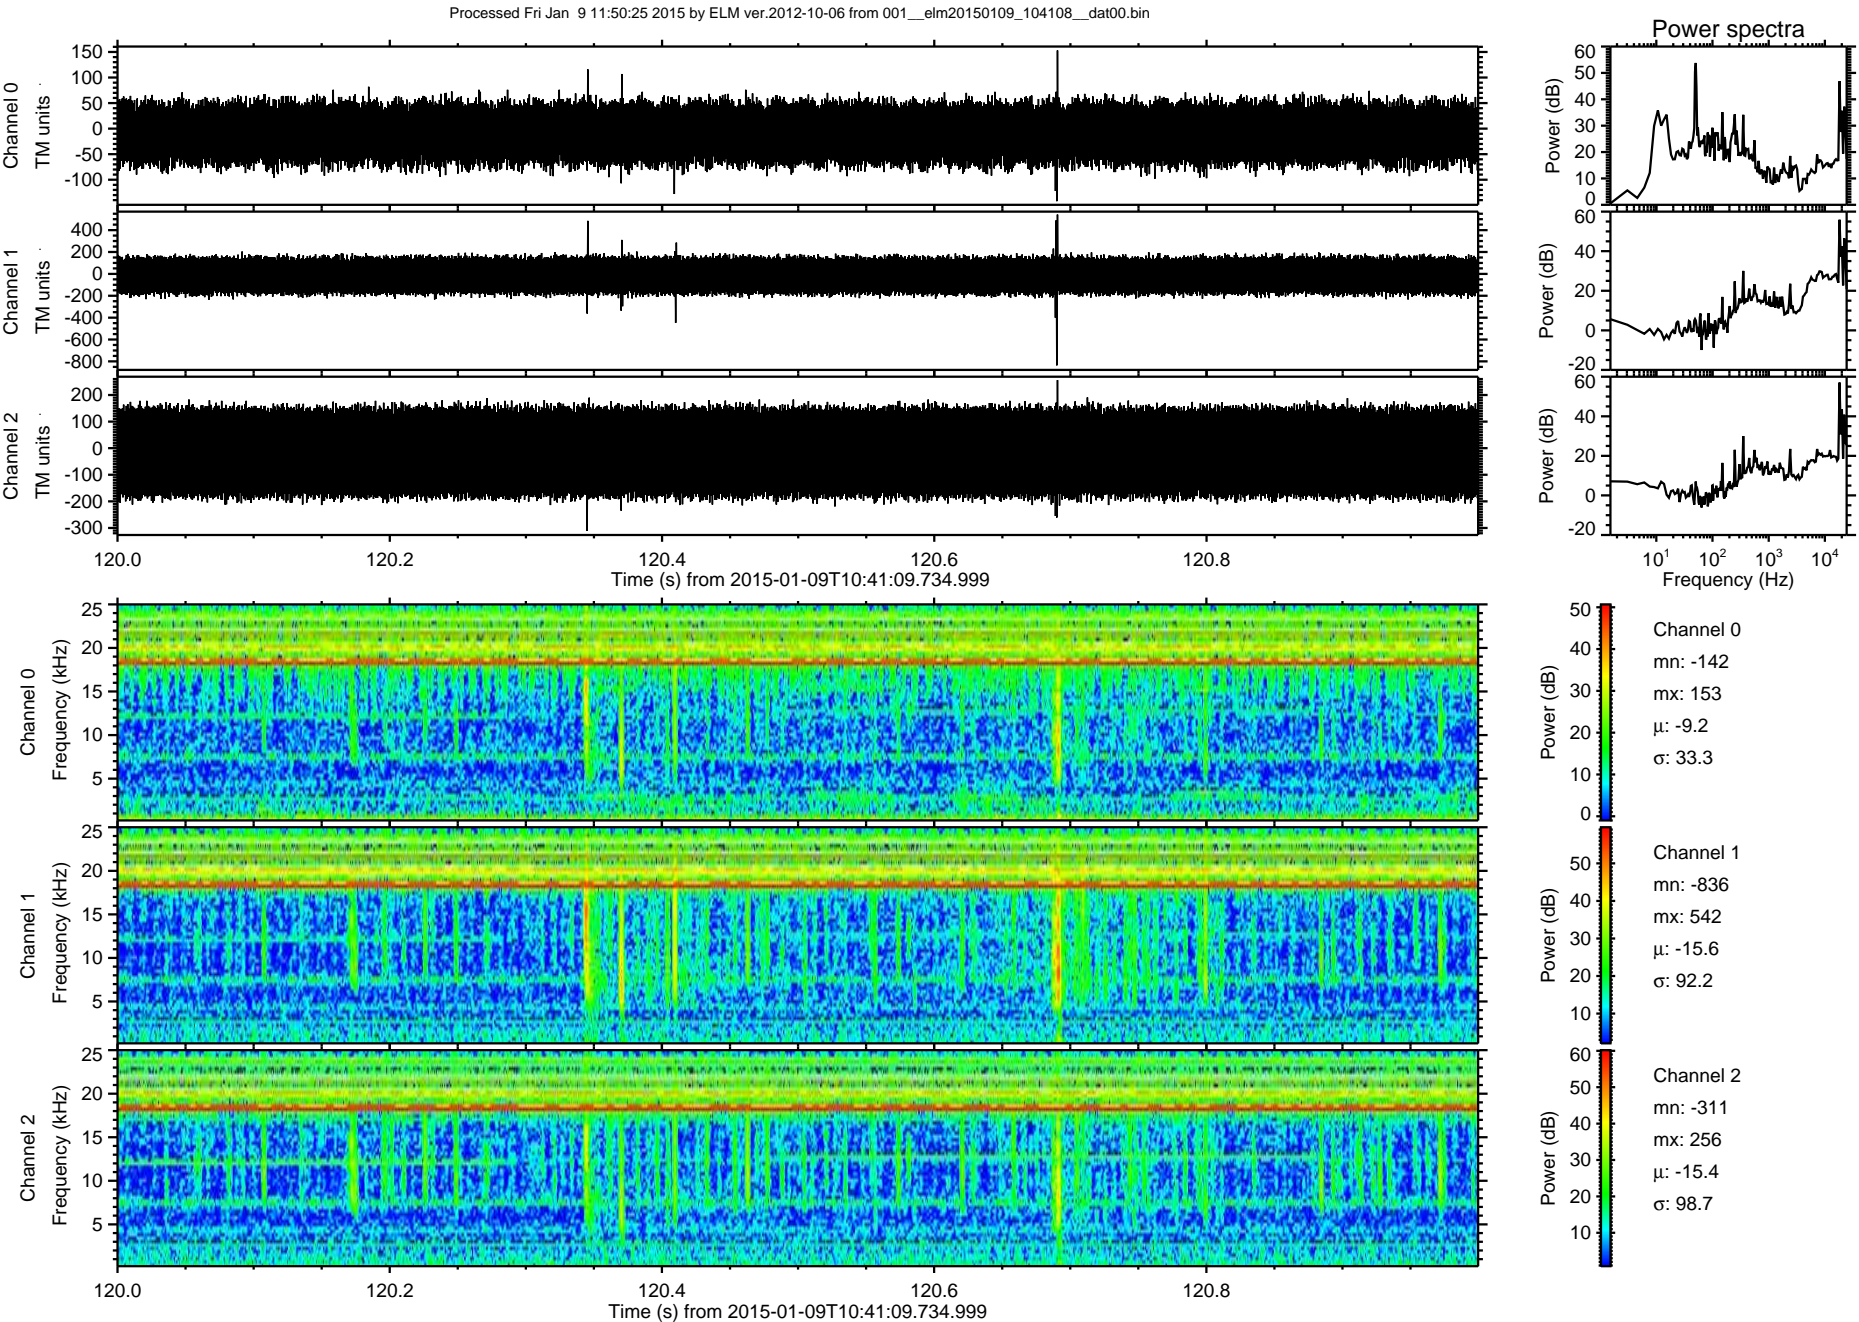 Processed Fri Jan  9 11:50:25 2015 by ELM ver.2012-10-06 from 001__elm20150109_104108__dat00.bin
Power spectra
Channel 0
TM units
150
100
50
0
-50
-100
Power (dB)
60
50
40
30
20
10
0
Channel 1
TM units
400
200
0
-200
-400
-600
-800
Power (dB)
60
40
20
0
-20
Channel 2
TM units
200
100
0
-100
-200
-300
Power (dB)
60
40
20
0
-20
120.0 120.2 120.4 120.6 120.8
Time (s) from 2015-01-09T10:41:09.734.999
10^1 10^2 10^3 10^4
Frequency (Hz)
Channel 0
Frequency (kHz)
25
20
15
10
5
Power (dB)
50
40
30
20
10
0
Channel 0
mn: -142
mx: 153
μ: -9.2
σ: 33.3
Channel 1
Frequency (kHz)
25
20
15
10
5
Power (dB)
50
40
30
20
10
Channel 1
mn: -836
mx: 542
μ: -15.6
σ: 92.2
Channel 2
Frequency (kHz)
25
20
15
10
5
Power (dB)
60
50
40
30
20
10
Channel 2
mn: -311
mx: 256
μ: -15.4
σ: 98.7
120.0 120.2 120.4 120.6 120.8
Time (s) from 2015-01-09T10:41:09.734.999